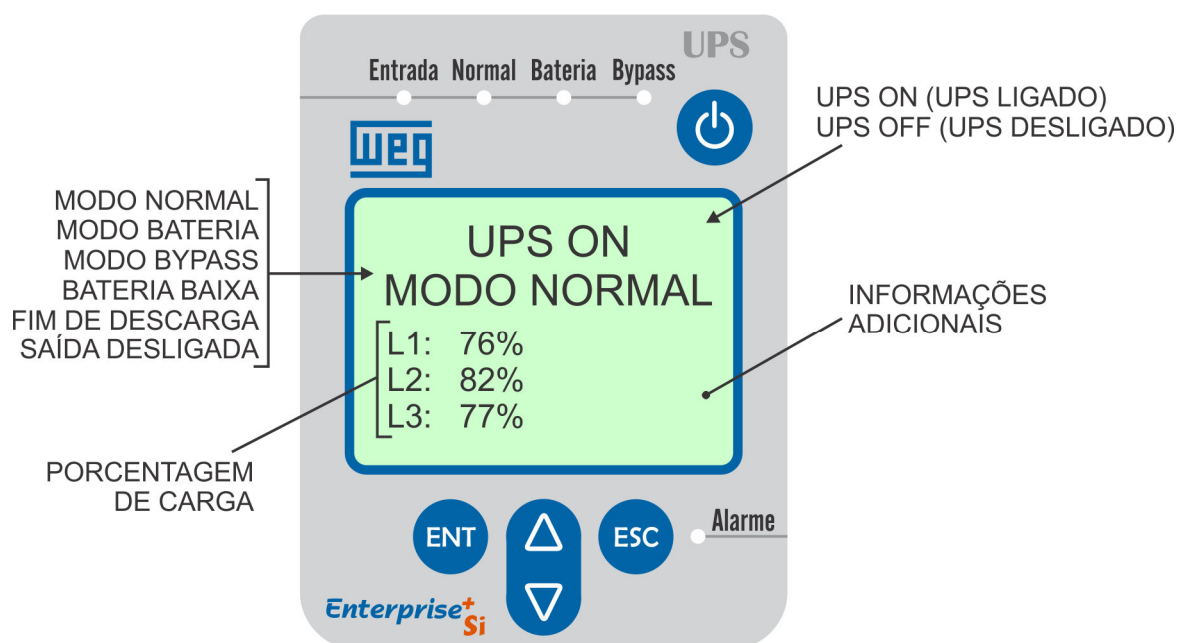 UPS
Entrada Normal Bateria Bypass
weg
UPS ON (UPS LIGADO)
UPS OFF (UPS DESLIGADO)
MODO NORMAL
MODO BATERIA
MODO BYPASS
BATERIA BAIXA
FIM DE DESCARGA
SAÍDA DESLIGADA
UPS ON
MODO NORMAL
L1: 76%
L2: 82%
L3: 77%
INFORMAÇÕES
ADICIONAIS
PORCENTAGEM
DE CARGA
ENT
ESC
Alarme
Enterprise+
Si